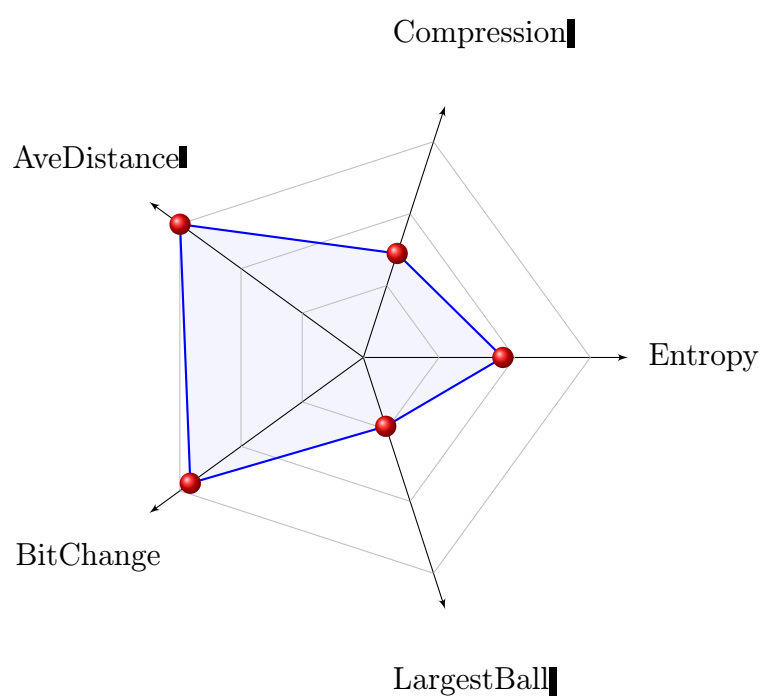 Compression
AveDistance
Entropy
BitChange
LargestBall